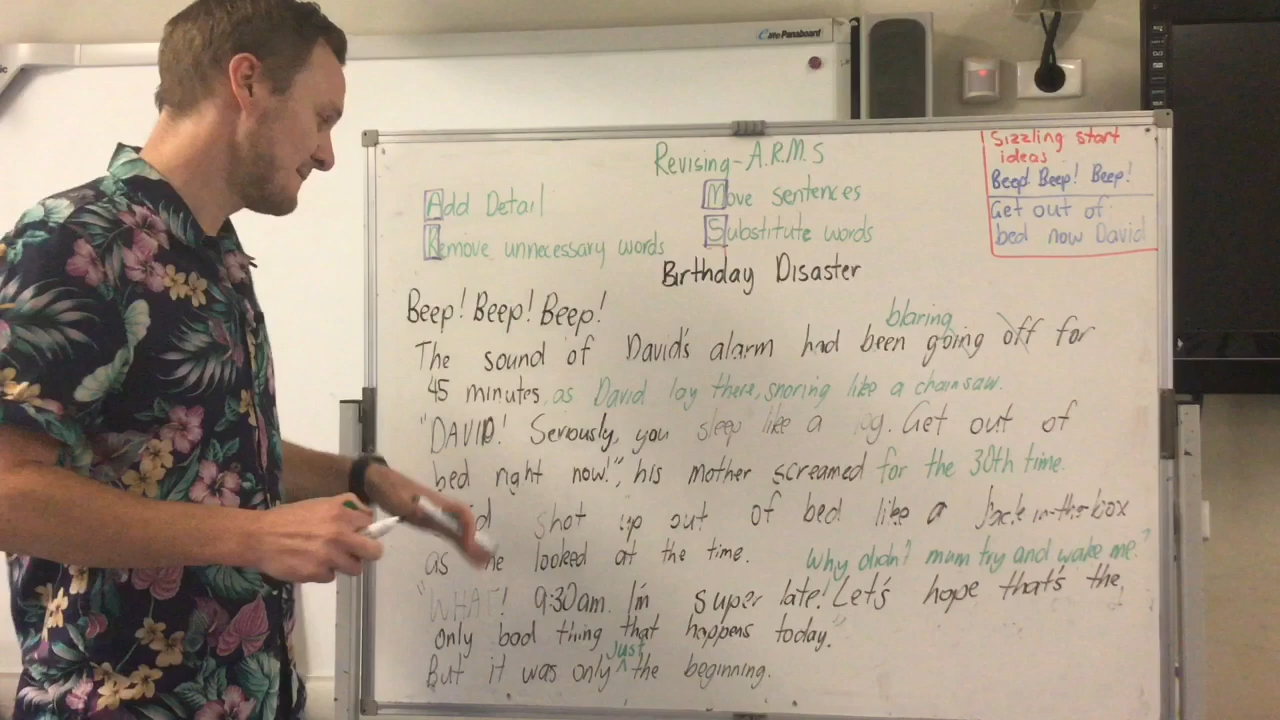 elite Panaboard
Revising - A.R.M.S
Add Detail
Move sentences
Remove unnecessary words
Substitute words
Sizzling start
ideas
Beep! Beep! Beep!
Get out of
bed now David
Birthday Disaster
Beep! Beep! Beep!
blaring
The sound of David's alarm had been going off for
45 minutes as David lay there, snoring like a chainsaw.
"DAVID! Seriously, you sleep like a log. Get out of
bed right now!", his mother screamed for the 30th time.
shot up out of bed like a Jack-in-the-box
as he looked at the time. Why didn't mum try and wake me."
"WHAT! 9:30am. I'm super late! Let's hope that's the
only bad thing that happens today."
just
But it was only ^ the beginning.